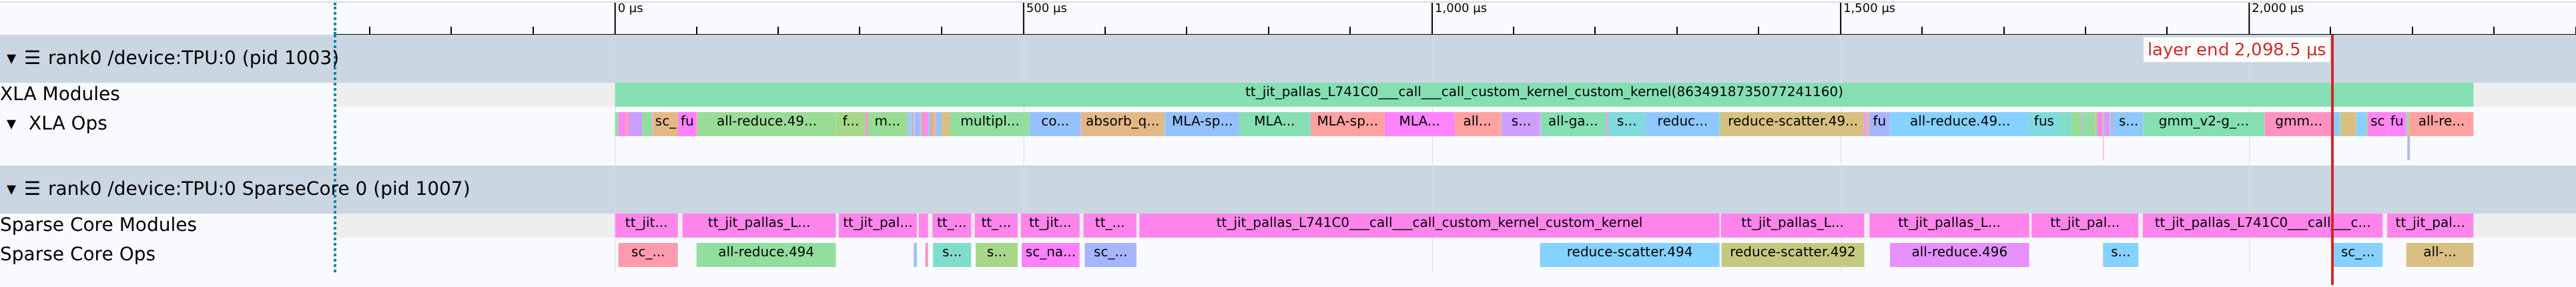 0 µs 500 µs 1,000 µs 1,500 µs 2,000 µs
▼ ☰ rank0 /device:TPU:0 (pid 1003)
layer end 2,098.5 µs
XLA Modules
tt_jit_pallas_L741C0___call___call_custom_kernel_custom_kernel(8634918735077241160)
▼ XLA Ops
sc_ fu all-reduce.49... f... m... multipl... co... absorb_q... MLA-sp... MLA... MLA-sp... MLA... all... s... all-ga... s... reduc... reduce-scatter.49... fu all-reduce.49... fus s... gmm_v2-g_... gmm... sc fu all-re...
▼ ☰ rank0 /device:TPU:0 SparseCore 0 (pid 1007)
Sparse Core Modules
tt_jit... tt_jit_pallas_L... tt_jit_pal... tt_... tt_... tt_jit... tt_... tt_jit_pallas_L741C0___call___call_custom_kernel_custom_kernel tt_jit_pallas_L... tt_jit_pallas_L... tt_jit_pal... tt_jit_pallas_L741C0___call___c... tt_jit_pal...
Sparse Core Ops
sc_... all-reduce.494 s... s... sc_na... sc_... reduce-scatter.494 reduce-scatter.492 all-reduce.496 s... sc_... all-...